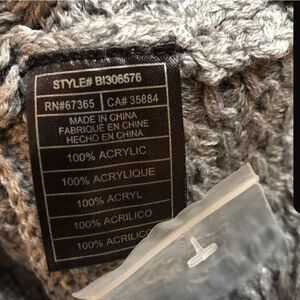 STYLE# BI306576
RN#67365 CA# 35884
MADE IN CHINA
FABRIQUÉ EN CHINE
HECHO EN CHINA
100% ACRYLIC
100% ACRYLIQUE
100% ACRYL
100% ACRILICO
100% ACRILICO